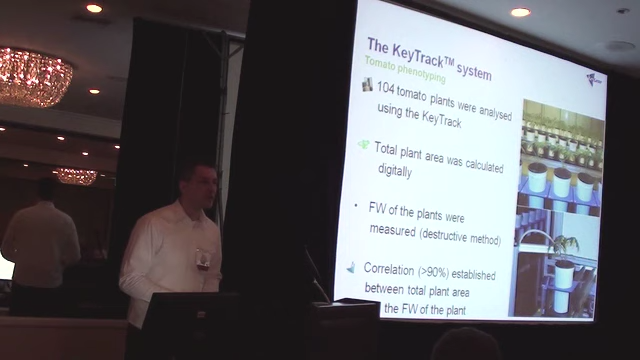 The KeyTrack™ system
Tomato phenotyping
104 tomato plants were analysed
using the KeyTrack
Total plant area was calculated
digitally
• FW of the plants were
measured (destructive method)
Correlation (>90%) established
between total plant area
the FW of the plant